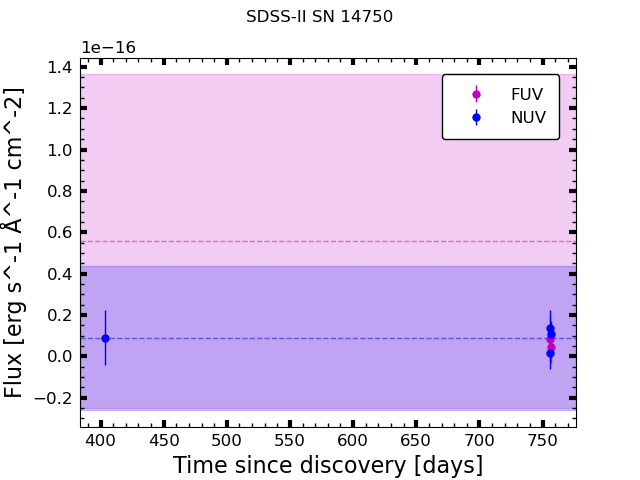 SDSS-II SN 14750
1e−16
1.4
1.2
1.0
0.8
0.6
0.4
0.2
0.0
−0.2
Flux [erg s^-1 Å^-1 cm^-2]
FUV
NUV
400 450 500 550 600 650 700 750
Time since discovery [days]